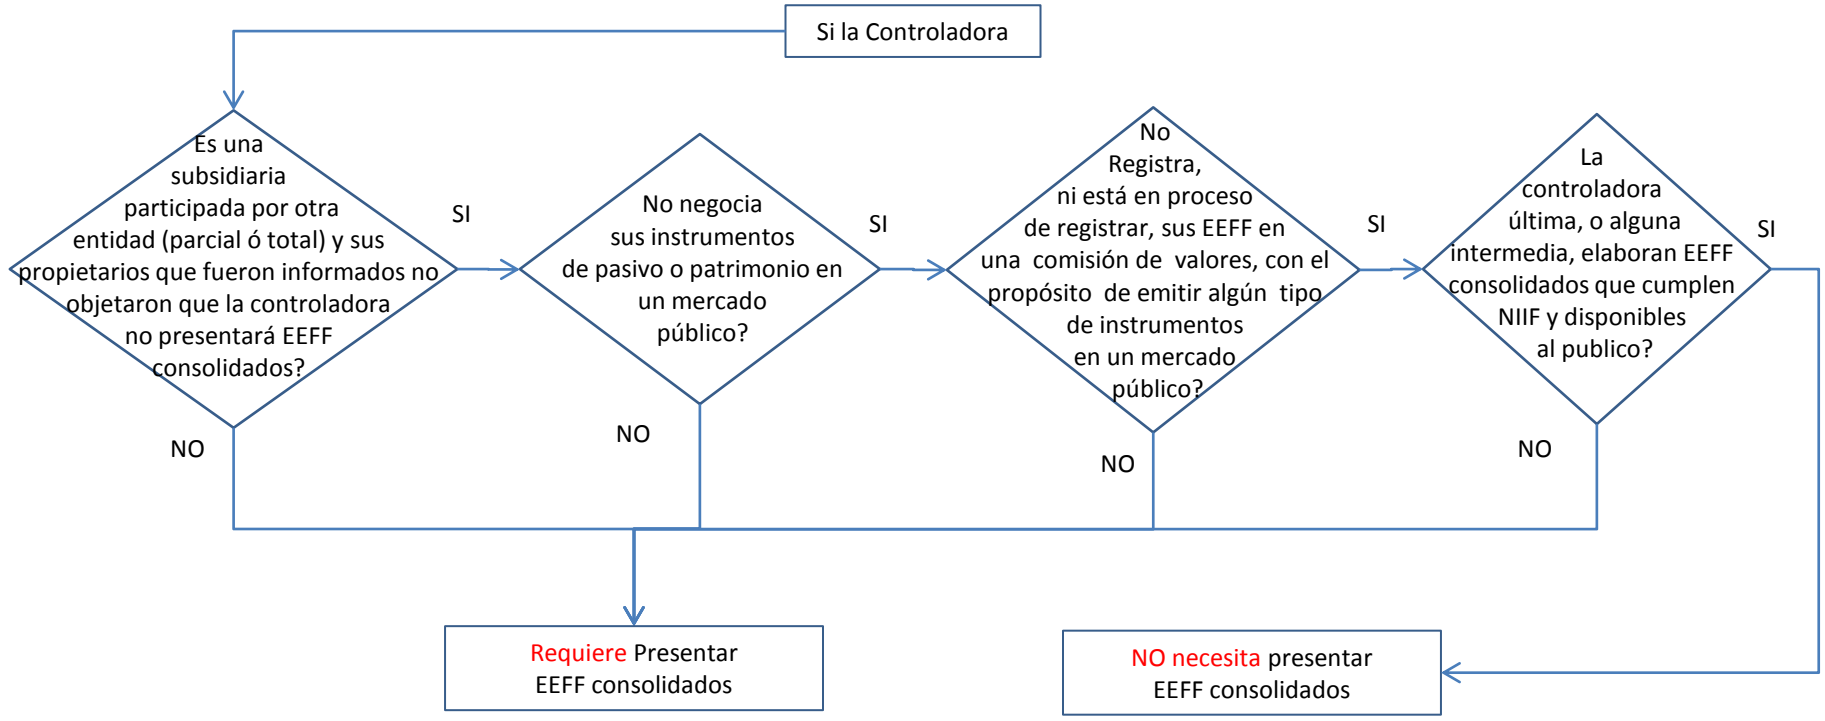 Si la Controladora
Es una
subsidiaria
participada por otra
entidad (parcial ó total) y sus
propietarios que fueron informados no
objetaron que la controladora
no presentará EEFF
consolidados?
SI
NO
No negocia
sus instrumentos
de pasivo o patrimonio en
un mercado
público?
SI
NO
No
Registra,
ni está en proceso
de registrar, sus EEFF en
una comisión de valores, con el
propósito de emitir algún tipo
de instrumentos
en un mercado
público?
SI
NO
La
controladora
última, o alguna
intermedia, elaboran EEFF
consolidados que cumplen
NIIF y disponibles
al publico?
SI
NO
Requiere Presentar
EEFF consolidados
NO necesita presentar
EEFF consolidados